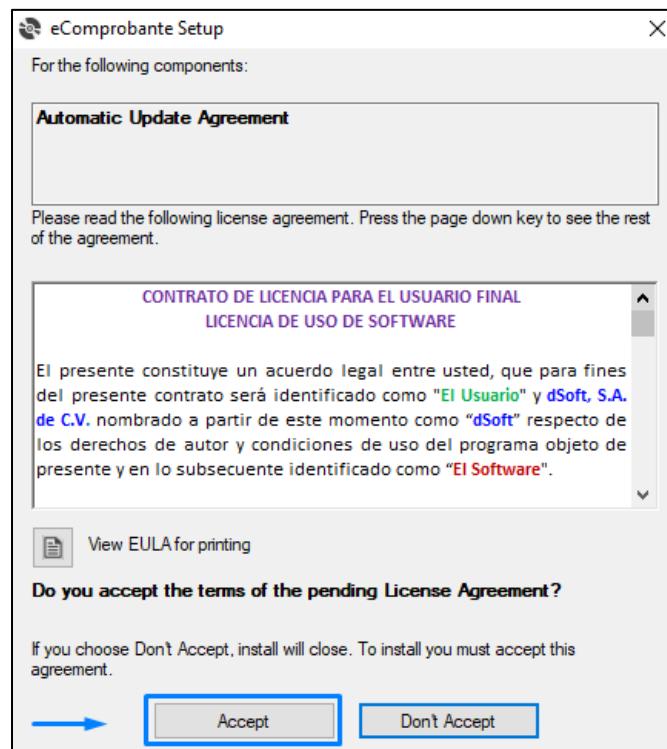 eComprobante Setup
For the following components:
Automatic Update Agreement
Please read the following license agreement. Press the page down key to see the rest
of the agreement.
CONTRATO DE LICENCIA PARA EL USUARIO FINAL
LICENCIA DE USO DE SOFTWARE
El presente constituye un acuerdo legal entre usted, que para fines
del presente contrato será identificado como "El Usuario" y dSoft, S.A.
de C.V. nombrado a partir de este momento como “dSoft” respecto de
los derechos de autor y condiciones de uso del programa objeto de
presente y en lo subsecuente identificado como “El Software".
View EULA for printing
Do you accept the terms of the pending License Agreement?
If you choose Don't Accept, install will close. To install you must accept this
agreement.
Accept
Don't Accept